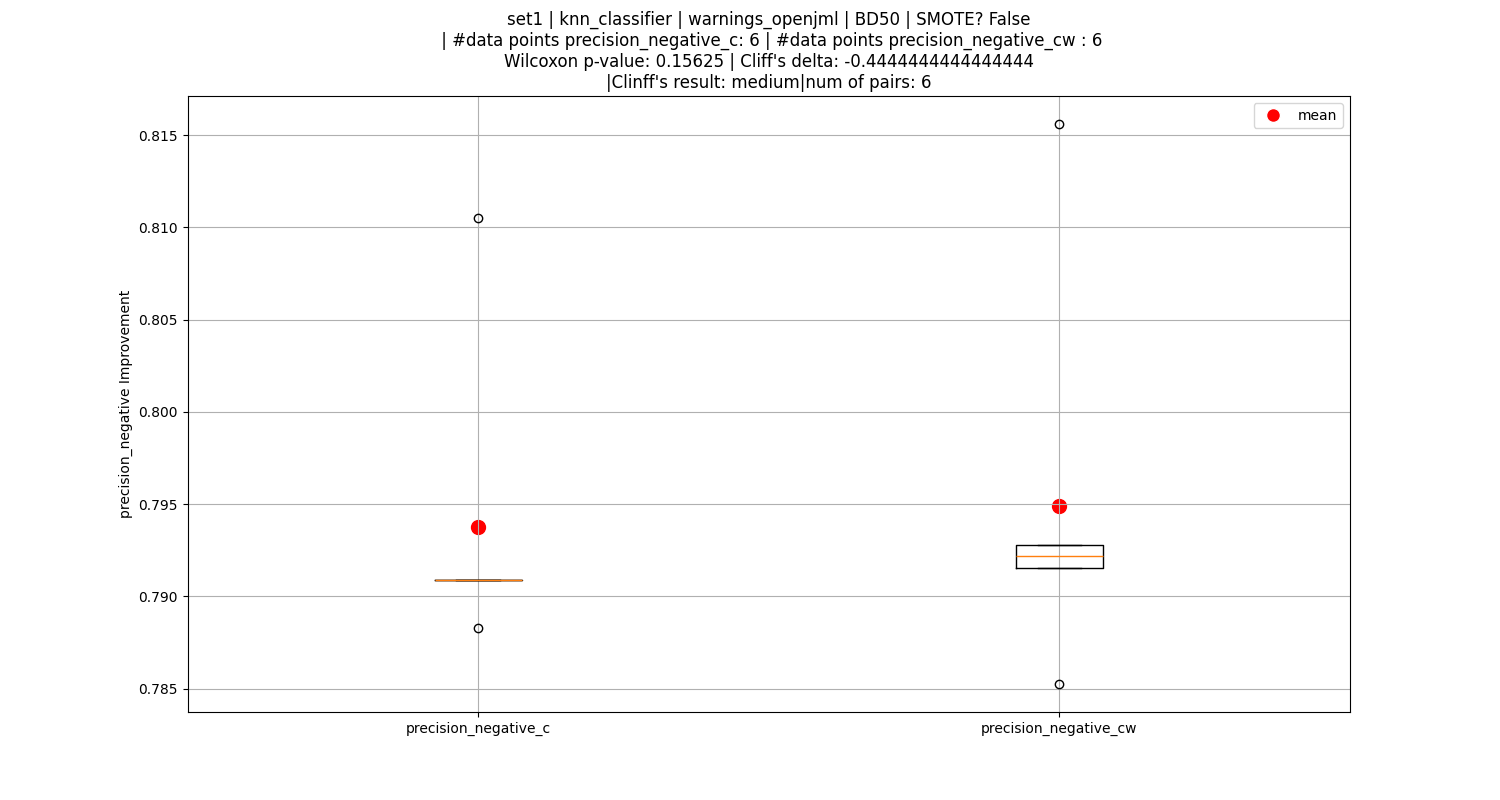 set1 | knn_classifier | warnings_openjml | BD50 | SMOTE? False
| #data points precision_negative_c: 6 | #data points precision_negative_cw : 6
Wilcoxon p-value: 0.15625 | Cliff's delta: -0.4444444444444444
|Clinff's result: medium|num of pairs: 6
mean
0.815
0.810
0.805
0.800
0.795
0.790
0.785
precision_negative Improvement
precision_negative_c
precision_negative_cw